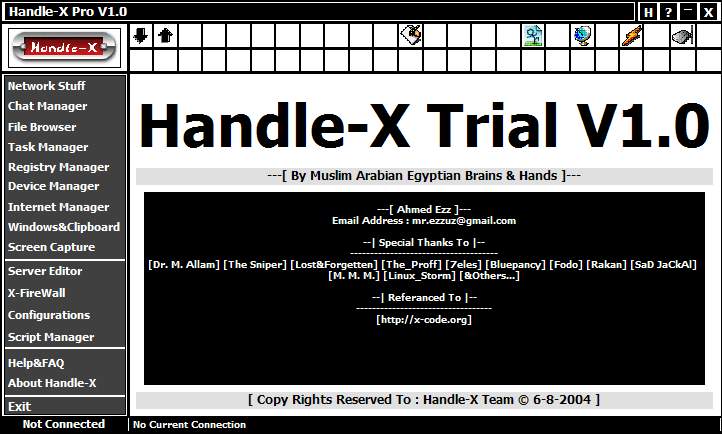 Handle-X Pro V1.0
H ? – X
Handle-X
Network Stuff
Chat Manager
File Browser
Task Manager
Registry Manager
Device Manager
Internet Manager
Windows&Clipboard
Screen Capture
Server Editor
X-FireWall
Configurations
Script Manager
Help&FAQ
About Handle-X
Exit
Handle-X Trial V1.0
---[ By Muslim Arabian Egyptian Brains & Hands ]---
---[ Ahmed Ezz ]---
Email Address : mr.ezzuz@gmail.com
--| Special Thanks To |--
---------------------------------------
[Dr. M. Allam] [The Sniper] [Lost&Forgetten] [The_Proff] [7eles] [Bluepancy] [Fodo] [Rakan] [SaD JaCkAl]
[M. M. M.] [Linux_Storm] [&Others...]
--| Referanced To |--
-----------------------------------
[http://x-code.org]
[ Copy Rights Reserved To : Handle-X Team © 6-8-2004 ]
Not Connected
No Current Connection